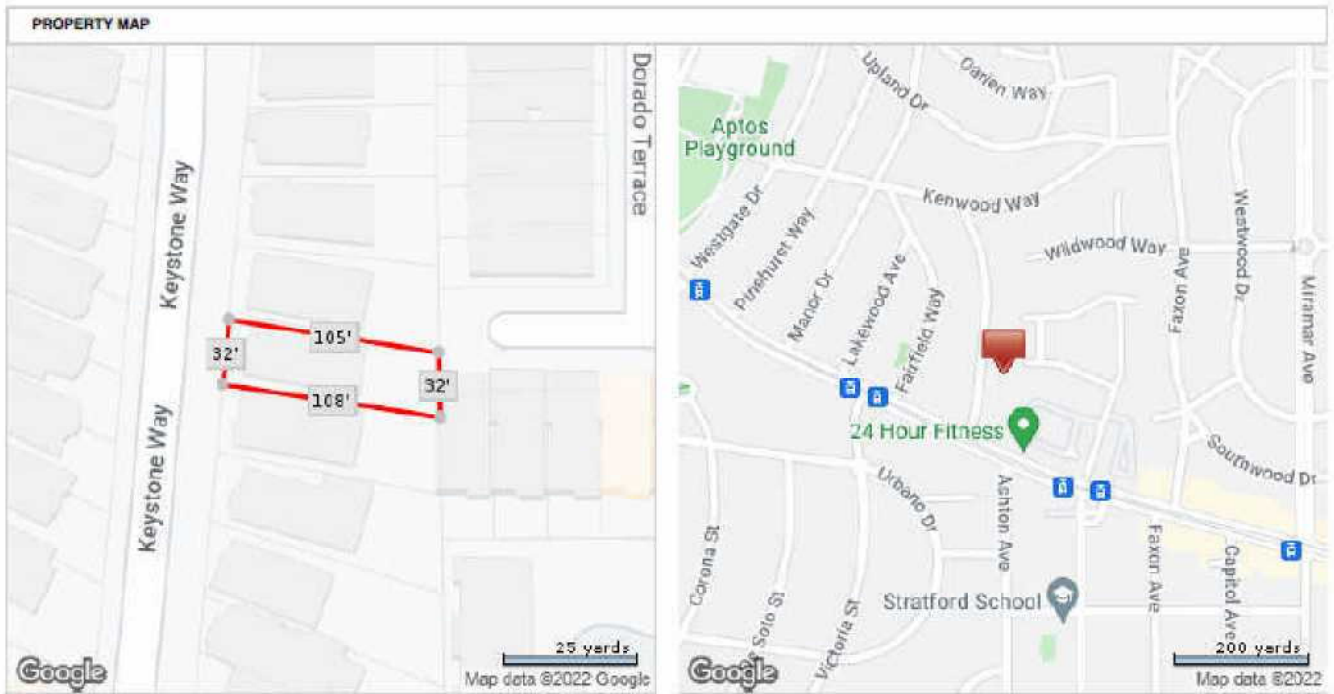 PROPERTY MAP
Dorado Terrace
Keystone Way
105'
32'
32'
108'
Keystone Way
25 yards
Google
Map data ©2022 Google
Upland Dr
Darien Way
Aptos
Playground
Kenwood Way
Westgate Dr
Pinehurst Way
Manor Dr
Lakewood Ave
Fairfield Way
Wildwood Way
Faxon Ave
Westwood Dr
Miramar Ave
24 Hour Fitness
Southwood Dr
Urbano Dr
Ashton Ave
Corona St
Soto St
Victoria St
Faxon Ave
Capitol Ave
Stratford School
200 yards
Google
Map data ©2022